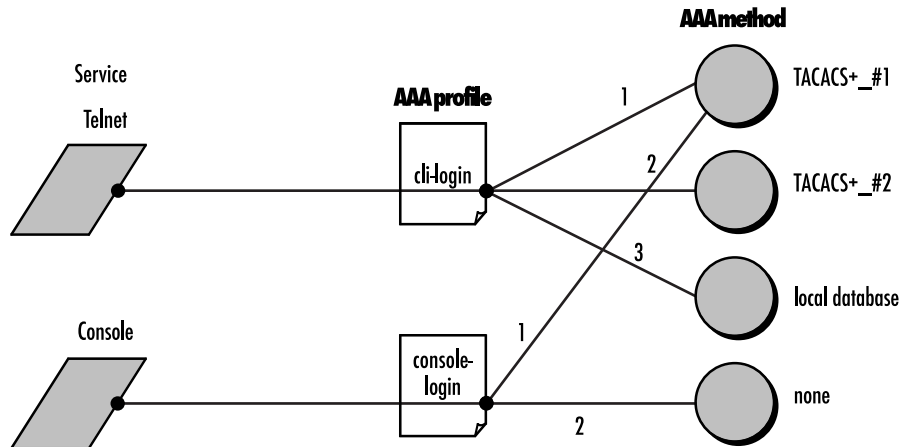 AAA method
Service
Telnet
AAA profile
cli-login
1
2
3
TACACS+_#1
TACACS+_#2
local database
Console
console-
login
1
2
none